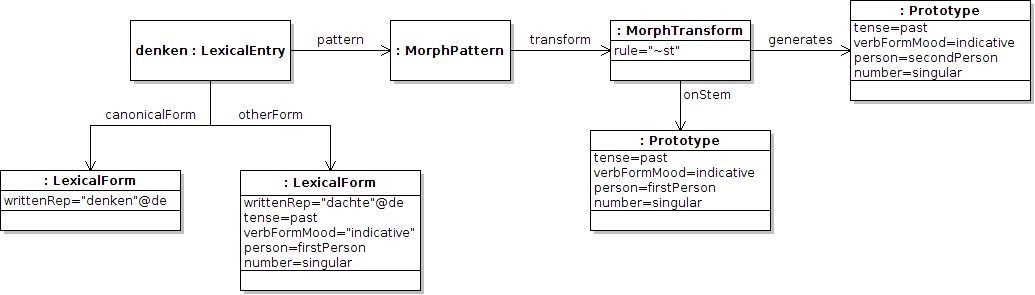 : Prototype
tense=past
verbFormMood=indicative
person=secondPerson
number=singular
denken : LexicalEntry
pattern
: MorphPattern
transform
: MorphTransform
rule="~st"
generates
onStem
canonicalForm
otherForm
: Prototype
tense=past
verbFormMood=indicative
person=firstPerson
number=singular
: LexicalForm
writtenRep="denken"@de
: LexicalForm
writtenRep="dachte"@de
tense=past
verbFormMood="indicative"
person=firstPerson
number=singular